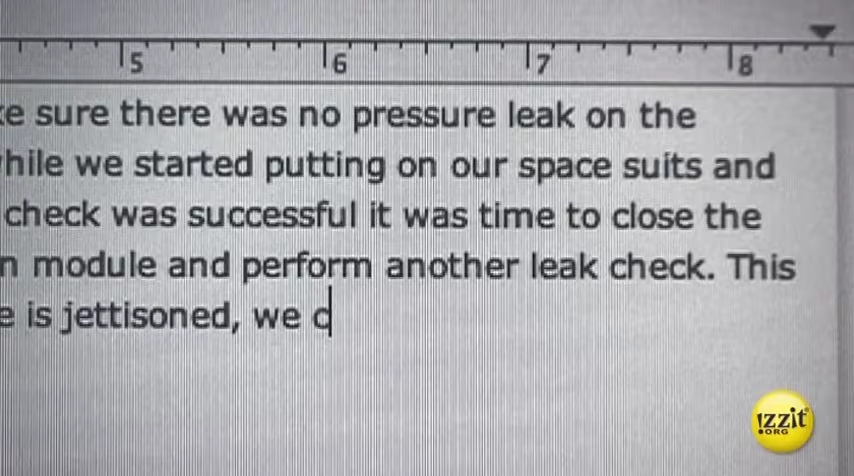 5 6 7 8
e sure there was no pressure leak on the
hile we started putting on our space suits and
check was successful it was time to close the
n module and perform another leak check. This
e is jettisoned, we c
izzit
.ORG